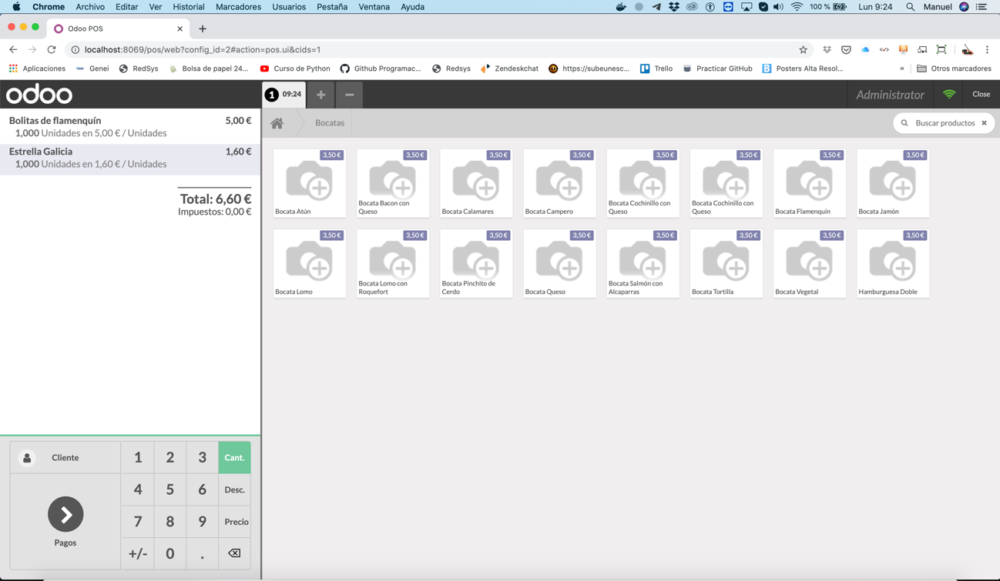 Chrome Archivo Editar Ver Historial Marcadores Usuarios Pestaña Ventana Ayuda 100 % Lun 9:24 Manuel
Odoo POS
localhost:8069/pos/web?config_id=2#action=pos.ui&cids=1
Aplicaciones Genei RedSys Bolsa de papel 24... Curso de Python Github Programac... Redsys Zendeskchat https://subeunesc... Trello Practicar GitHub Posters Alta Resol... » Otros marcadores
odoo 1 09:24 + − Administrator Close
Bocatas Buscar productos
Bolitas de flamenquín 5,00 €
1,000 Unidades en 5,00 € / Unidades
Estrella Galicia 1,60 €
1,000 Unidades en 1,60 € / Unidades
Total: 6,60 €
Impuestos: 0,00 €
3,50 € 3,50 € 3,50 € 3,50 € 3,50 € 3,50 € 3,50 € 3,50 €
Bocata Atún
Bocata Bacon con
Queso
Bocata Calamares
Bocata Campero
Bocata Cochinillo con
Queso
Bocata Cochinillo con
Queso
Bocata Flamenquín
Bocata Jamón
3,50 € 3,50 € 3,50 € 3,50 € 3,50 € 3,50 € 3,50 € 3,50 €
Bocata Lomo
Bocata Lomo con
Roquefort
Bocata Pinchito de
Cerdo
Bocata Queso
Bocata Salmón con
Alcaparras
Bocata Tortilla
Bocata Vegetal
Hamburguesa Doble
Cliente 1 2 3 Cant.
4 5 6 Desc.
7 8 9 Precio
Pagos
+/- 0 .